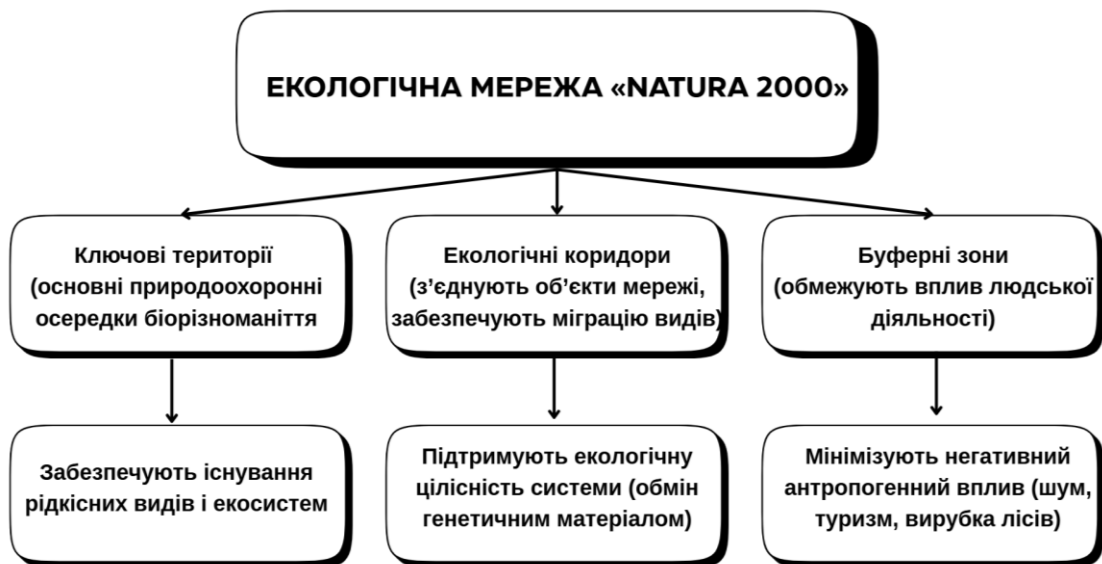 ЕКОЛОГІЧНА МЕРЕЖА «NATURA 2000»
Ключові території
(основні природоохоронні
осередки біорізноманіття
Екологічні коридори
(з’єднують об’єкти мережі,
забезпечують міграцію видів)
Буферні зони
(обмежують вплив людської
діяльності)
Забезпечують існування
рідкісних видів і екосистем
Підтримують екологічну
цілісність системи (обмін
генетичним матеріалом)
Мінімізують негативний
антропогенний вплив (шум,
туризм, вирубка лісів)